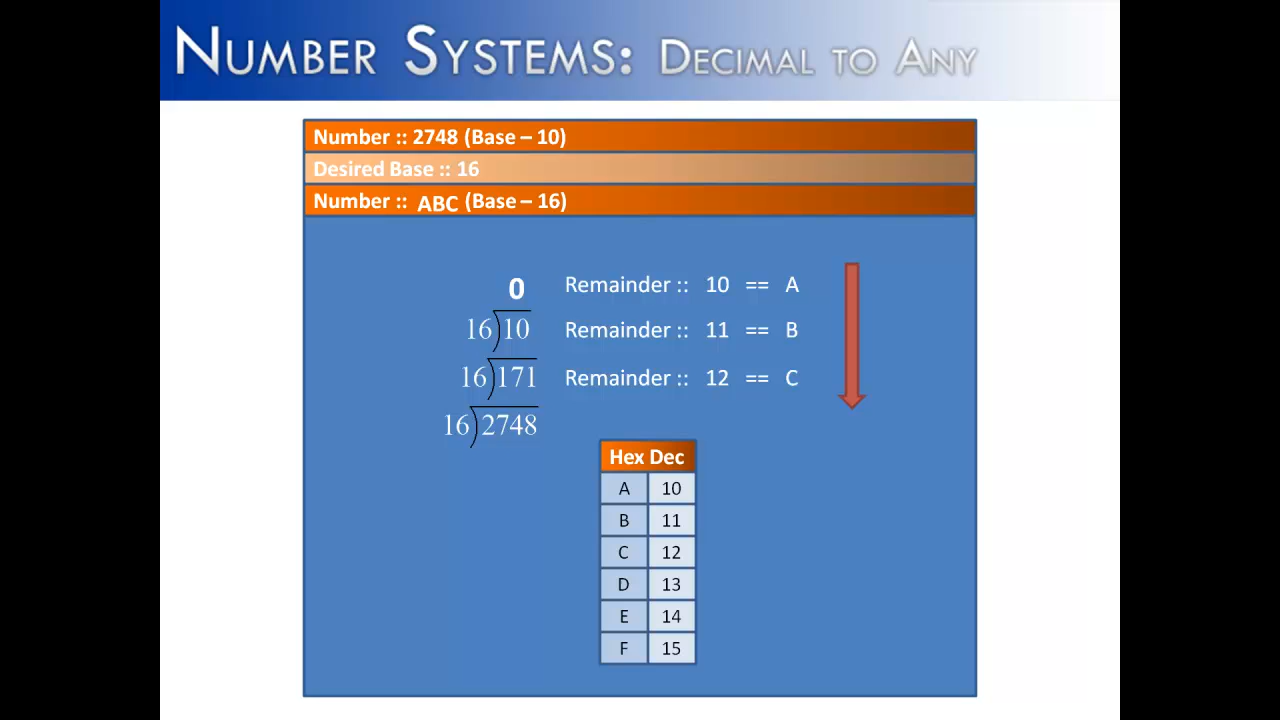 Number Systems: Decimal to Any
Number :: 2748 (Base – 10)
Desired Base :: 16
Number :: ABC (Base – 16)
0 Remainder :: 10 == A
16)10 Remainder :: 11 == B
16)171 Remainder :: 12 == C
16)2748
Hex Dec
A 10
B 11
C 12
D 13
E 14
F 15